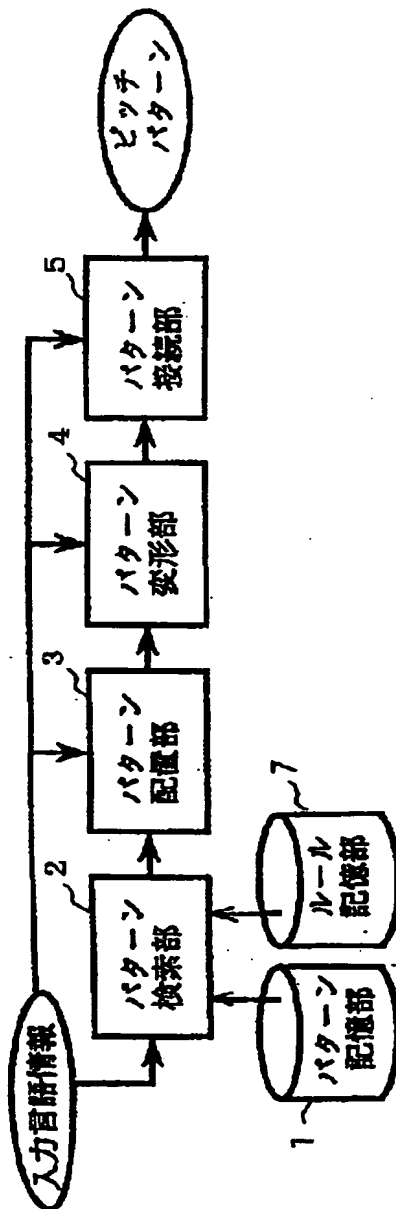 入力言語情報
2
パターン
検索部
3
パターン
配置部
4
パターン
変形部
5
パターン
接続部
ピッチ
パターン
1
パターン
記憶部
7
ルール
記憶部